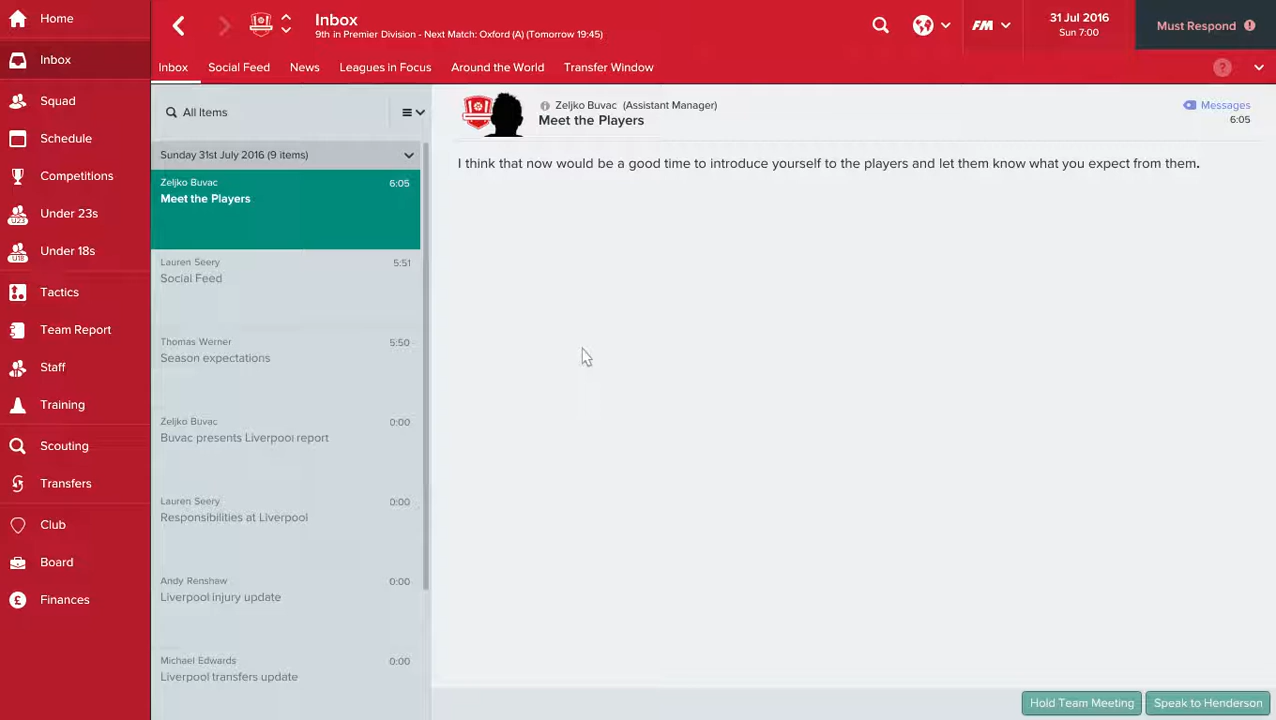 Home
Inbox
Squad
Schedule
Competitions
Under 23s
Under 18s
Tactics
Team Report
Staff
Training
Scouting
Transfers
Club
Board
Finances
Inbox
9th in Premier Division - Next Match: Oxford (A) (Tomorrow 19:45)
FM
31 Jul 2016
Sun 7:00
Must Respond
Inbox Social Feed News Leagues in Focus Around the World Transfer Window
All Items
Sunday 31st July 2016 (9 items)
Zeljko Buvac 6:05
Meet the Players
Lauren Seery 5:51
Social Feed
Thomas Werner 5:50
Season expectations
Zeljko Buvac 0:00
Buvac presents Liverpool report
Lauren Seery 0:00
Responsibilities at Liverpool
Andy Renshaw 0:00
Liverpool injury update
Michael Edwards 0:00
Liverpool transfers update
Zeljko Buvac (Assistant Manager)
Meet the Players
Messages
6:05
I think that now would be a good time to introduce yourself to the players and let them know what you expect from them.
Hold Team Meeting Speak to Henderson